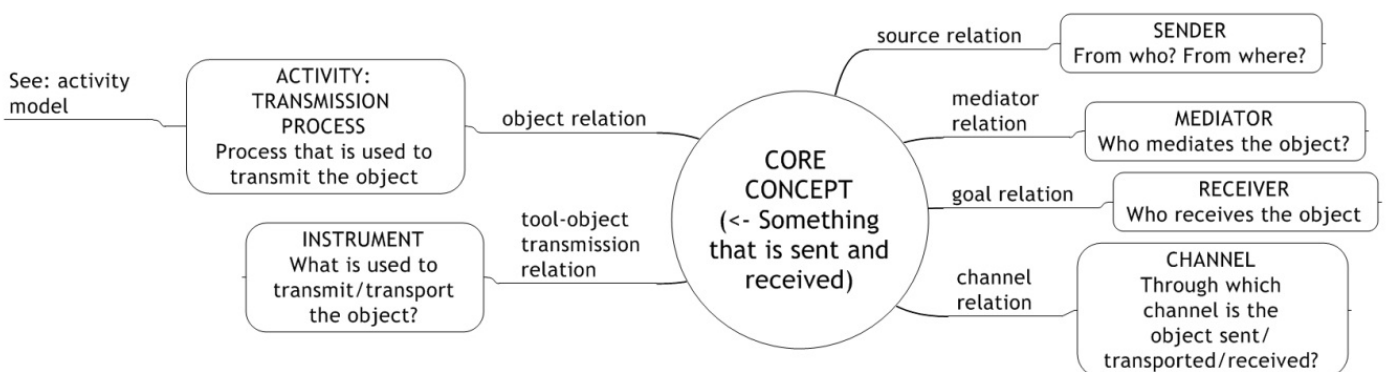 See: activity
model
ACTIVITY:
TRANSMISSION
PROCESS
Process that is used to
transmit the object
object relation
INSTRUMENT
What is used to
transmit/transport
the object?
tool-object
transmission
relation
CORE
CONCEPT
(<- Something
that is sent and
received)
source relation
SENDER
From who? From where?
mediator
relation
MEDIATOR
Who mediates the object?
goal relation
RECEIVER
Who receives the object
channel
relation
CHANNEL
Through which
channel is the
object sent/
transported/received?